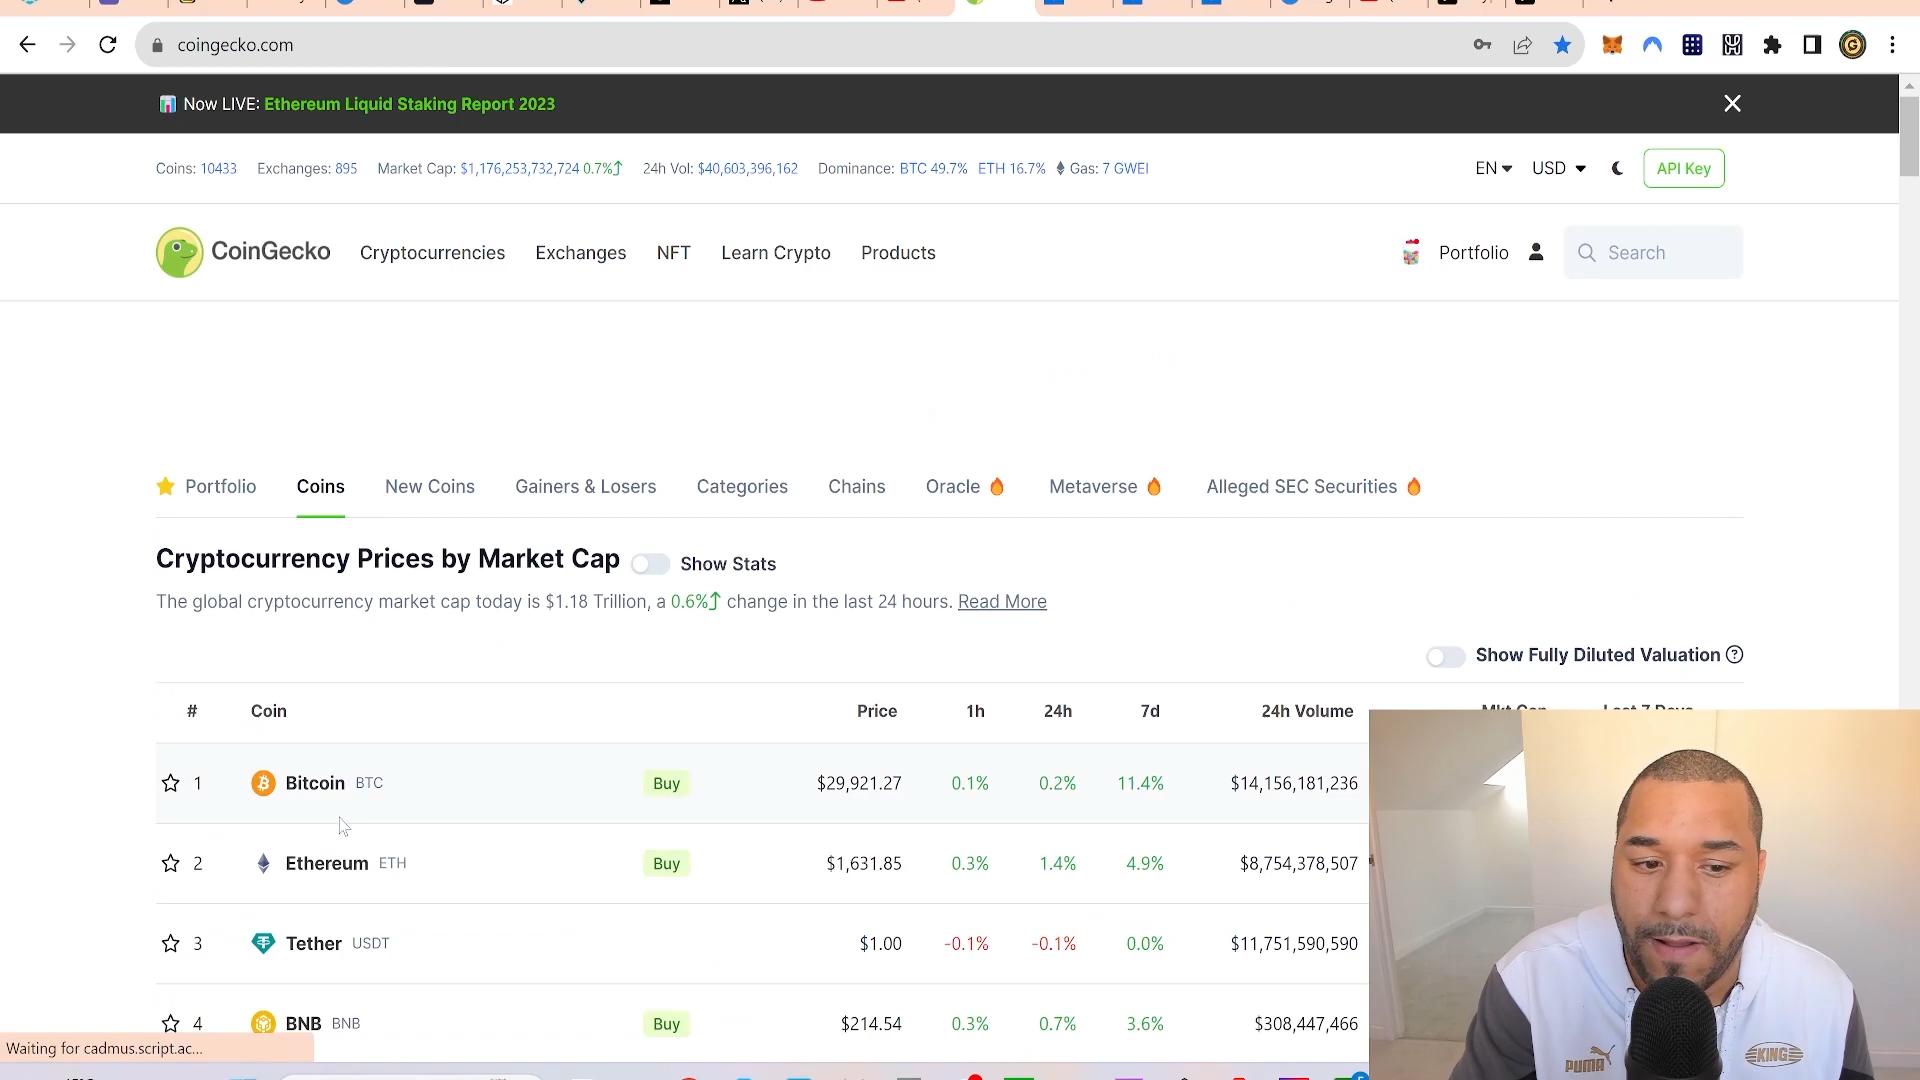 coingecko.com
Now LIVE: Ethereum Liquid Staking Report 2023
Coins: 10433 Exchanges: 895 Market Cap: $1,176,253,732,724 0.7% 24h Vol: $40,603,396,162 Dominance: BTC 49.7% ETH 16.7% Gas: 7 GWEI EN USD API Key
CoinGecko Cryptocurrencies Exchanges NFT Learn Crypto Products Portfolio Search
Portfolio Coins New Coins Gainers & Losers Categories Chains Oracle Metaverse Alleged SEC Securities
Cryptocurrency Prices by Market Cap Show Stats
The global cryptocurrency market cap today is $1.18 Trillion, a 0.6% change in the last 24 hours. Read More
Show Fully Diluted Valuation
# Coin Price 1h 24h 7d 24h Volume
1 Bitcoin BTC Buy $29,921.27 0.1% 0.2% 11.4% $14,156,181,236
2 Ethereum ETH Buy $1,631.85 0.3% 1.4% 4.9% $8,754,378,507
3 Tether USDT $1.00 -0.1% -0.1% 0.0% $11,751,590,590
4 BNB BNB Buy $214.54 0.3% 0.7% 3.6% $308,447,466
Waiting for cadmus.script.ac...
PUMA KING